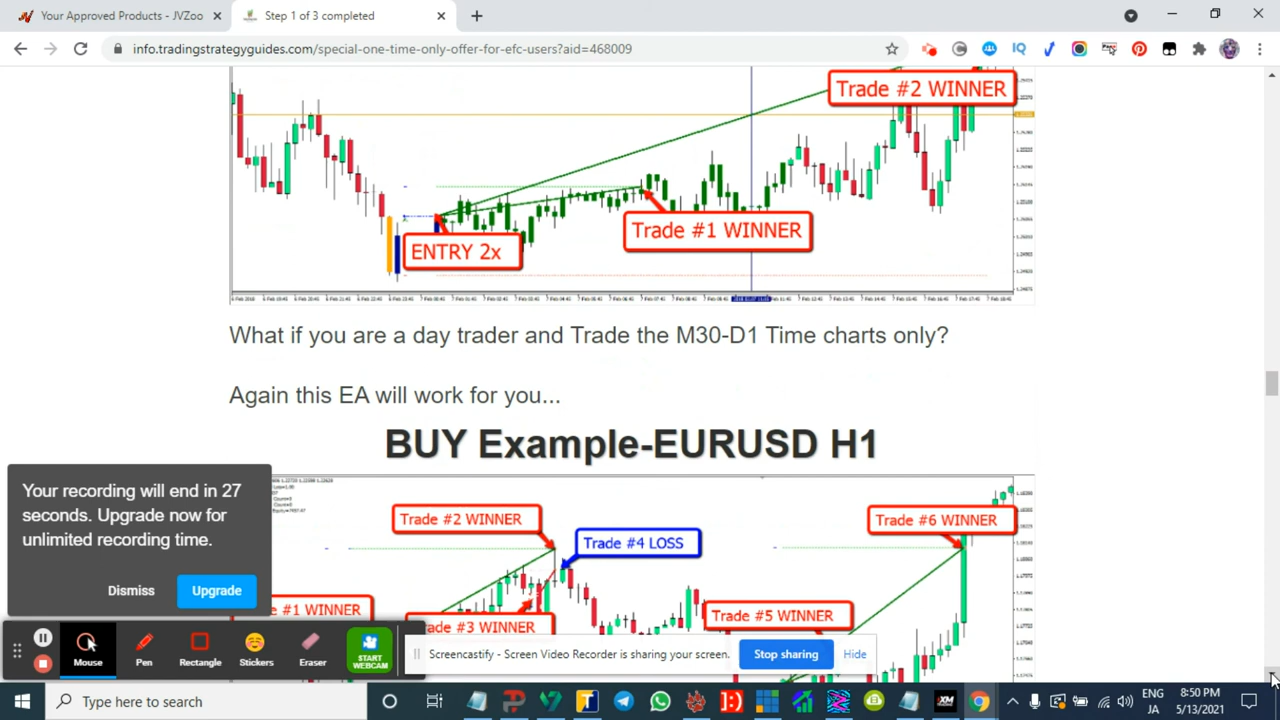 Your Approved Products - JVZoo
Step 1 of 3 completed
info.tradingstrategyguides.com/special-one-time-only-offer-for-efc-users?aid=468009
Trade #2 WINNER
Trade #1 WINNER
ENTRY 2x
What if you are a day trader and Trade the M30-D1 Time charts only?
Again this EA will work for you...
BUY Example-EURUSD H1
Trade #2 WINNER
Trade #4 LOSS
Trade #6 WINNER
Your recording will end in 27
seconds. Upgrade now for
unlimited recording time.
Dismiss
Upgrade
#1 WINNER
#3 WINNER
Trade #5 WINNER
Mouse
Pen
Rectangle
Stickers
Eraser
START
WEBCAM
Screencastify - Screen Video Recorder is sharing your screen.
Stop sharing
Hide
Type here to search
ENG
JA
8:50 PM
5/13/2021